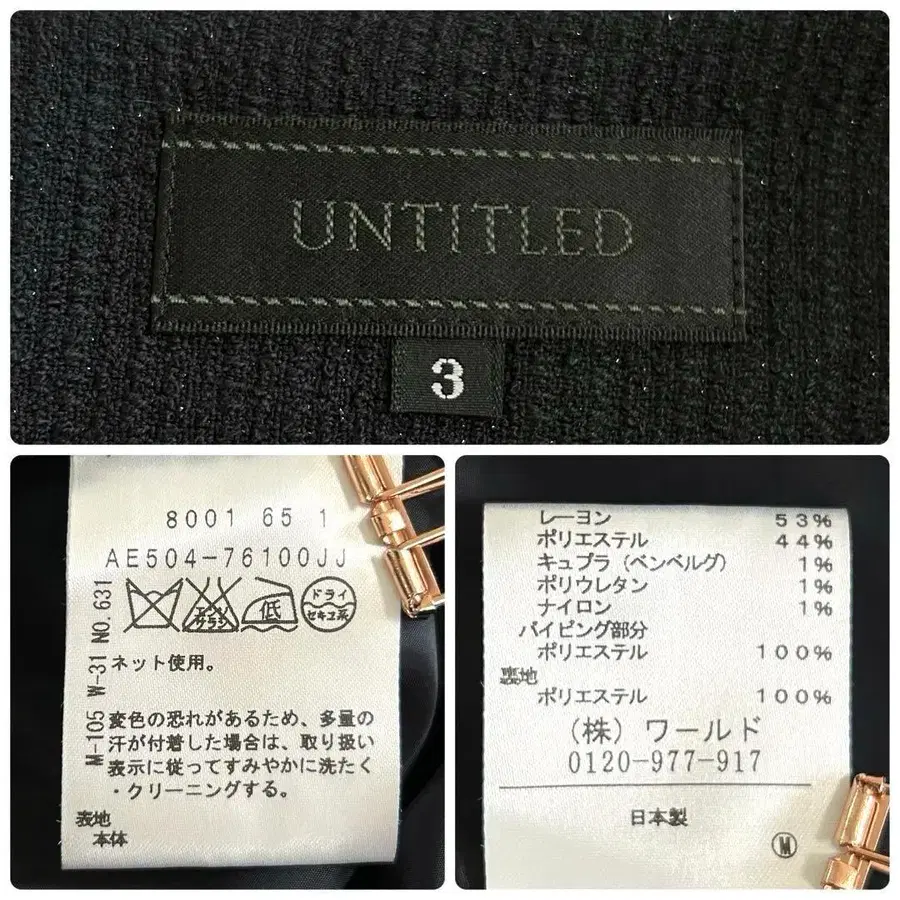 UNTITLED
3
8001 65 1
AE504-76100JJ
エンソ
サラシ
低
ドライ
セキユ系
M-105 W-31 NO.631
ネット使用。
変色の恐れがあるため、多量の
汗が付着した場合は、取り扱い
表示に従ってすみやかに洗たく
・クリーニングする。
表地
本体
レーヨン 53%
ポリエステル 44%
キュプラ(ベンベルグ) 1%
ポリウレタン 1%
ナイロン 1%
パイピング部分
ポリエステル 100%
裏地
ポリエステル 100%
(株)ワールド
0120-977-917
日本製
M